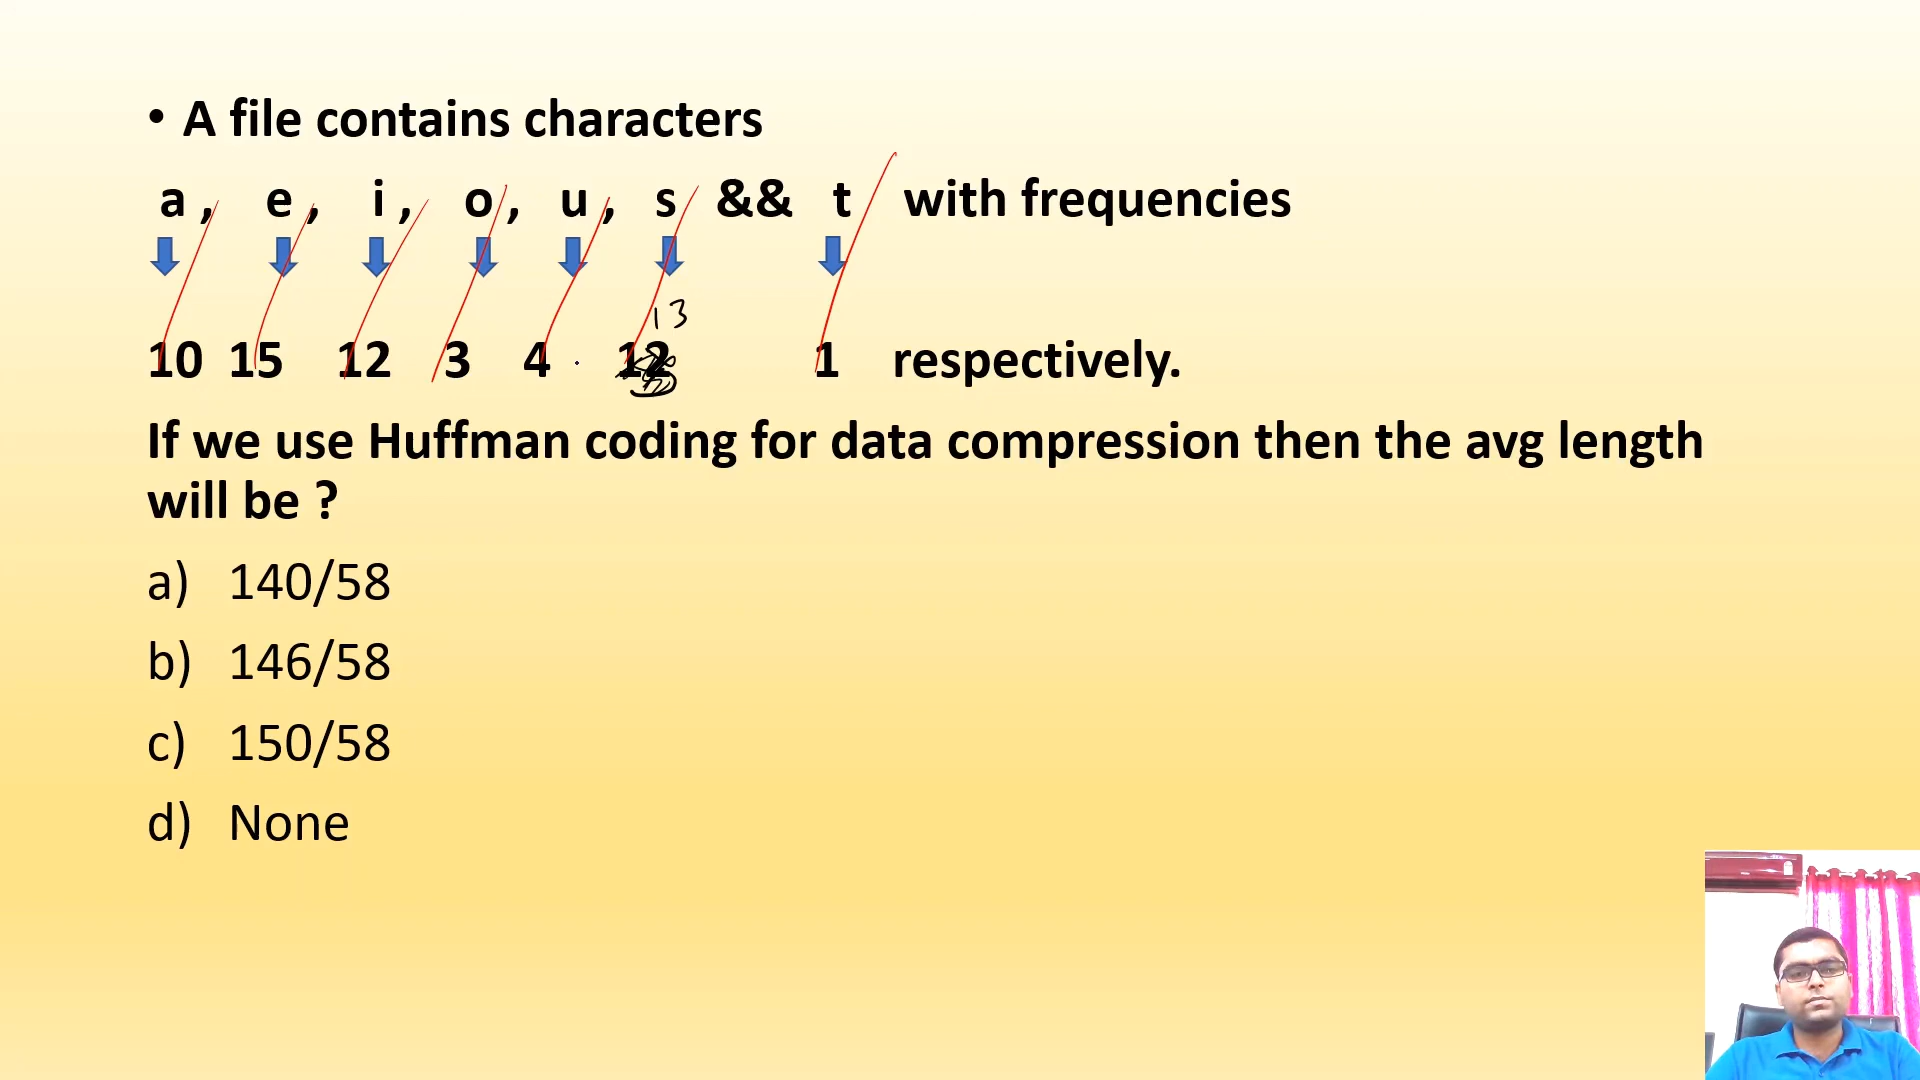 • A file contains characters
a , e , i , o , u , s && t with frequencies
13
10 15 12 3 4 12 1 respectively.
If we use Huffman coding for data compression then the avg length
will be ?
a) 140/58
b) 146/58
c) 150/58
d) None